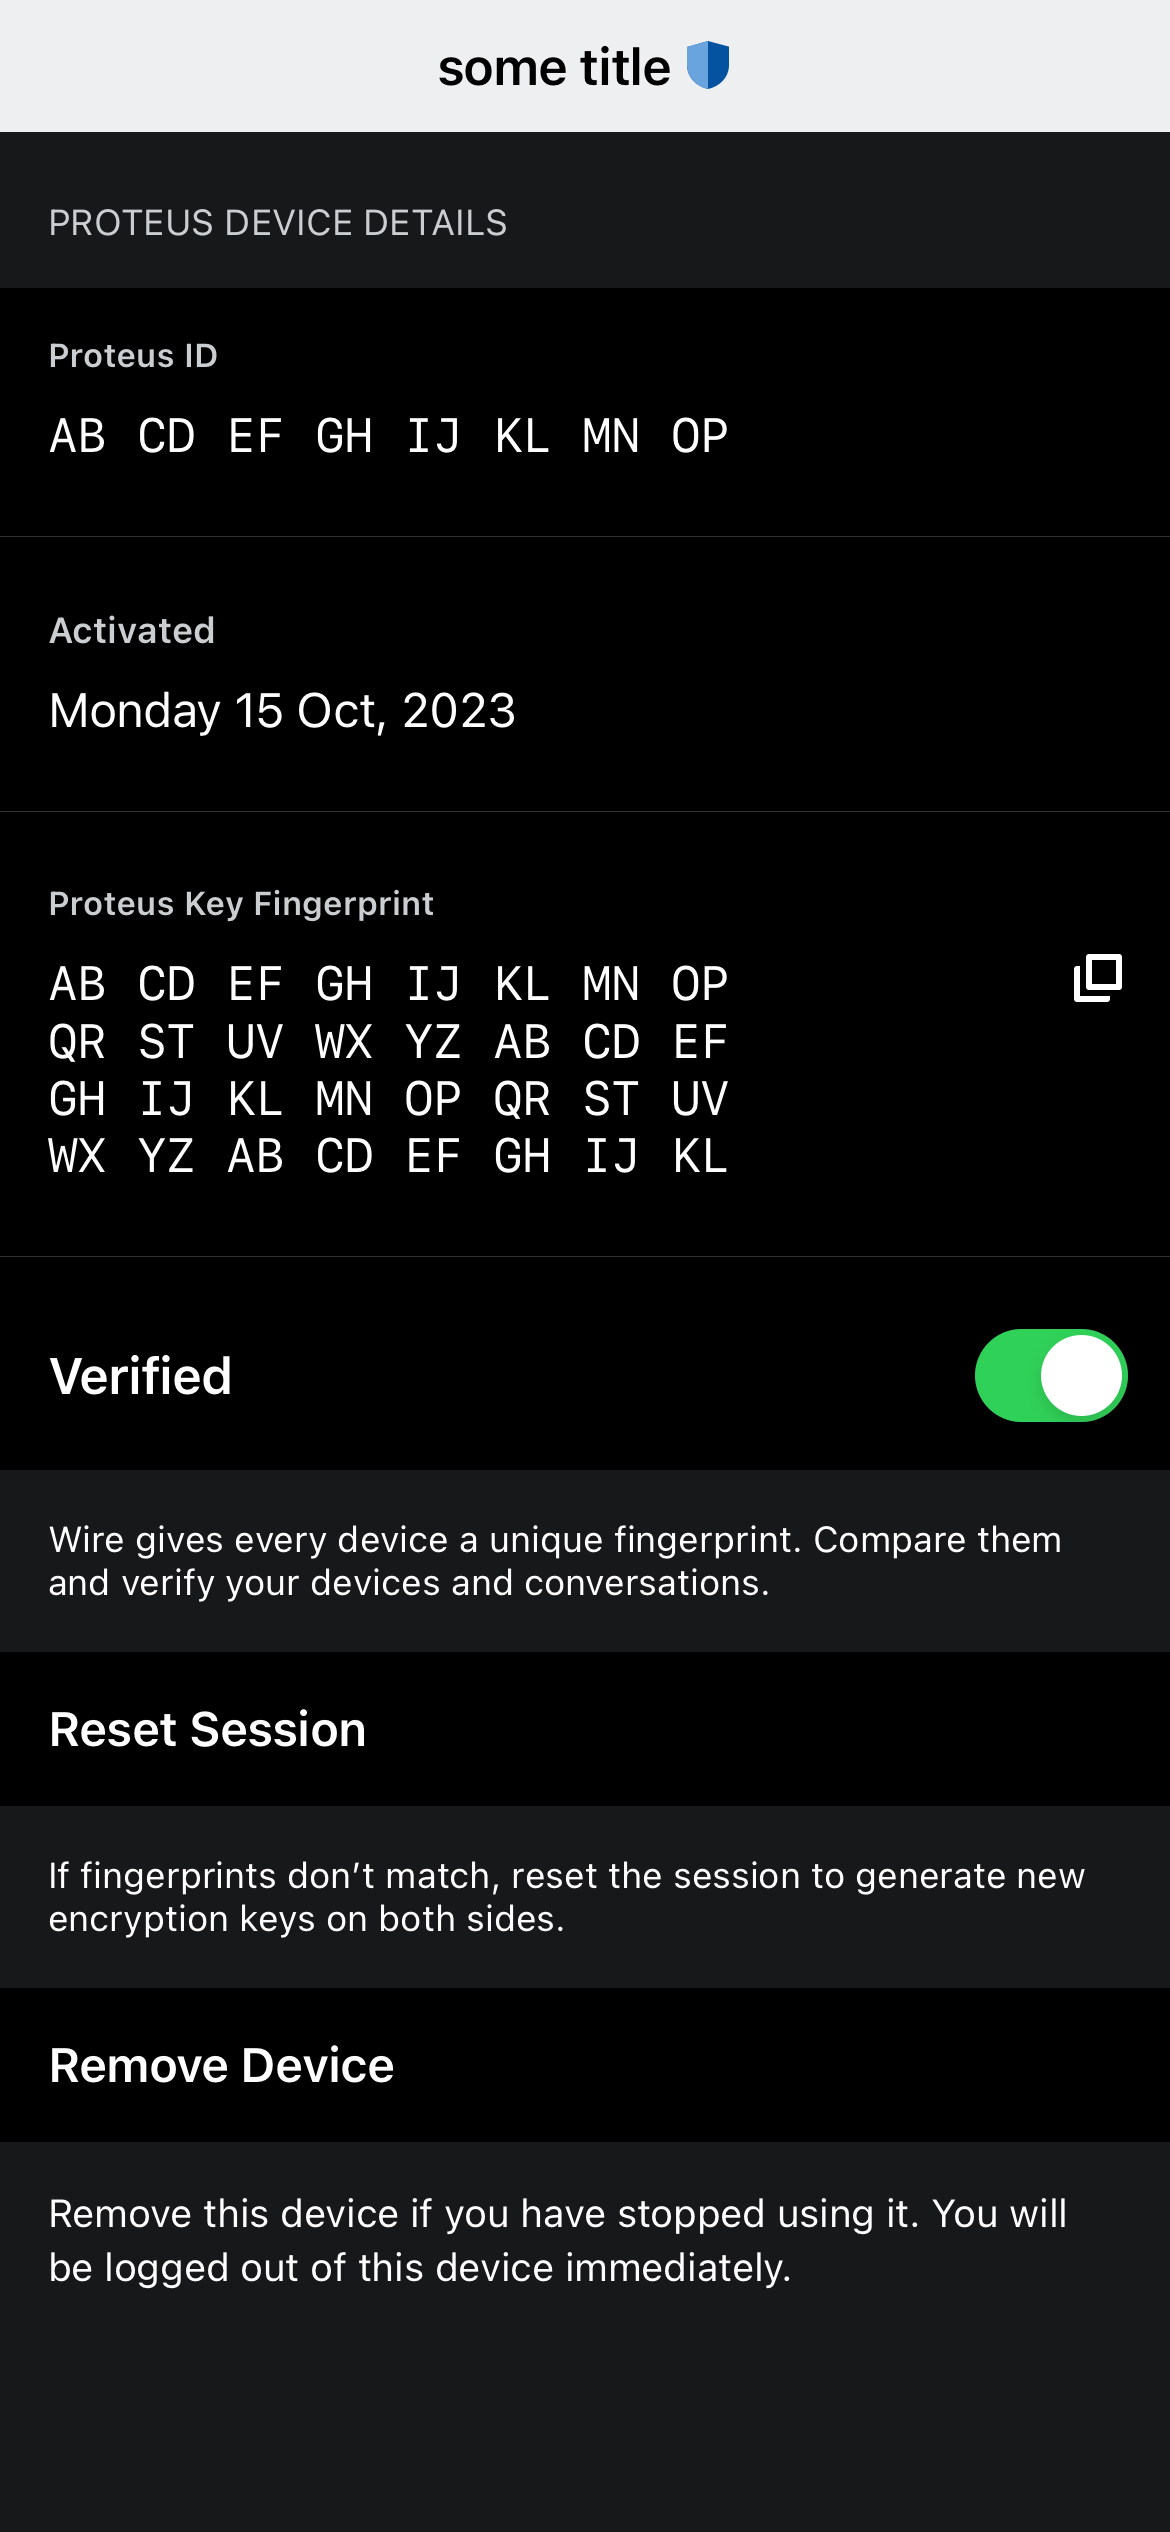 some title
PROTEUS DEVICE DETAILS
Proteus ID
AB CD EF GH IJ KL MN OP
Activated
Monday 15 Oct, 2023
Proteus Key Fingerprint
AB CD EF GH IJ KL MN OP
QR ST UV WX YZ AB CD EF
GH IJ KL MN OP QR ST UV
WX YZ AB CD EF GH IJ KL
Verified
Wire gives every device a unique fingerprint. Compare them
and verify your devices and conversations.
Reset Session
If fingerprints don’t match, reset the session to generate new
encryption keys on both sides.
Remove Device
Remove this device if you have stopped using it. You will
be logged out of this device immediately.